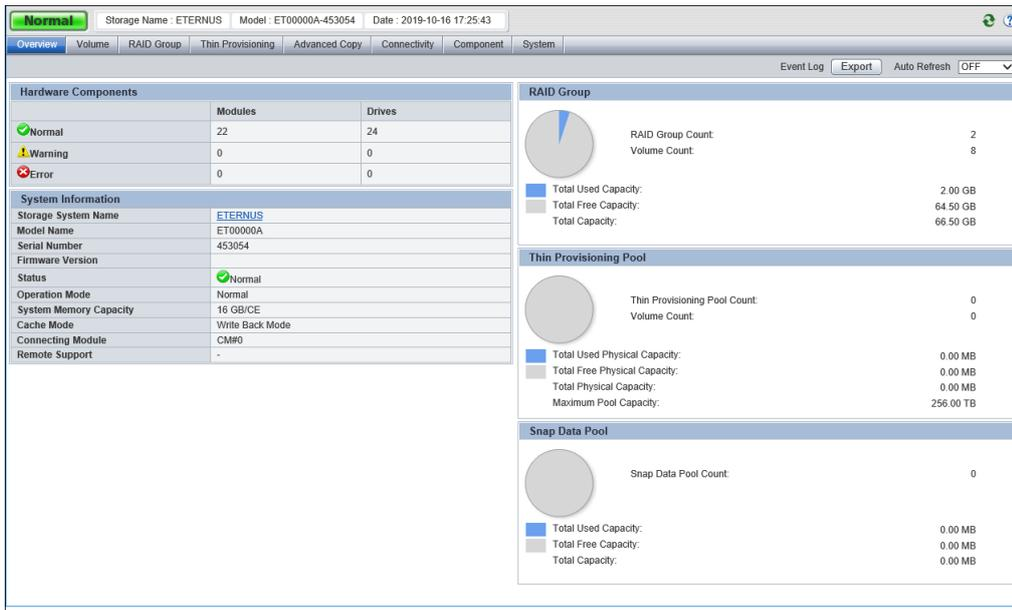 Normal Storage Name : ETERNUS Model : ET00000A-453054 Date : 2019-10-16 17:25:43
Overview Volume RAID Group Thin Provisioning Advanced Copy Connectivity Component System
Event Log Export Auto Refresh OFF
Hardware Components
Modules Drives
Normal 22 24
Warning 0 0
Error 0 0
System Information
Storage System Name ETERNUS
Model Name ET00000A
Serial Number 453054
Firmware Version
Status Normal
Operation Mode Normal
System Memory Capacity 16 GB/CE
Cache Mode Write Back Mode
Connecting Module CM#0
Remote Support -
RAID Group
RAID Group Count: 2
Volume Count: 8
Total Used Capacity: 2.00 GB
Total Free Capacity: 64.50 GB
Total Capacity: 66.50 GB
Thin Provisioning Pool
Thin Provisioning Pool Count: 0
Volume Count: 0
Total Used Physical Capacity: 0.00 MB
Total Free Physical Capacity: 0.00 MB
Total Physical Capacity: 0.00 MB
Maximum Pool Capacity: 256.00 TB
Snap Data Pool
Snap Data Pool Count: 0
Total Used Capacity: 0.00 MB
Total Free Capacity: 0.00 MB
Total Capacity: 0.00 MB